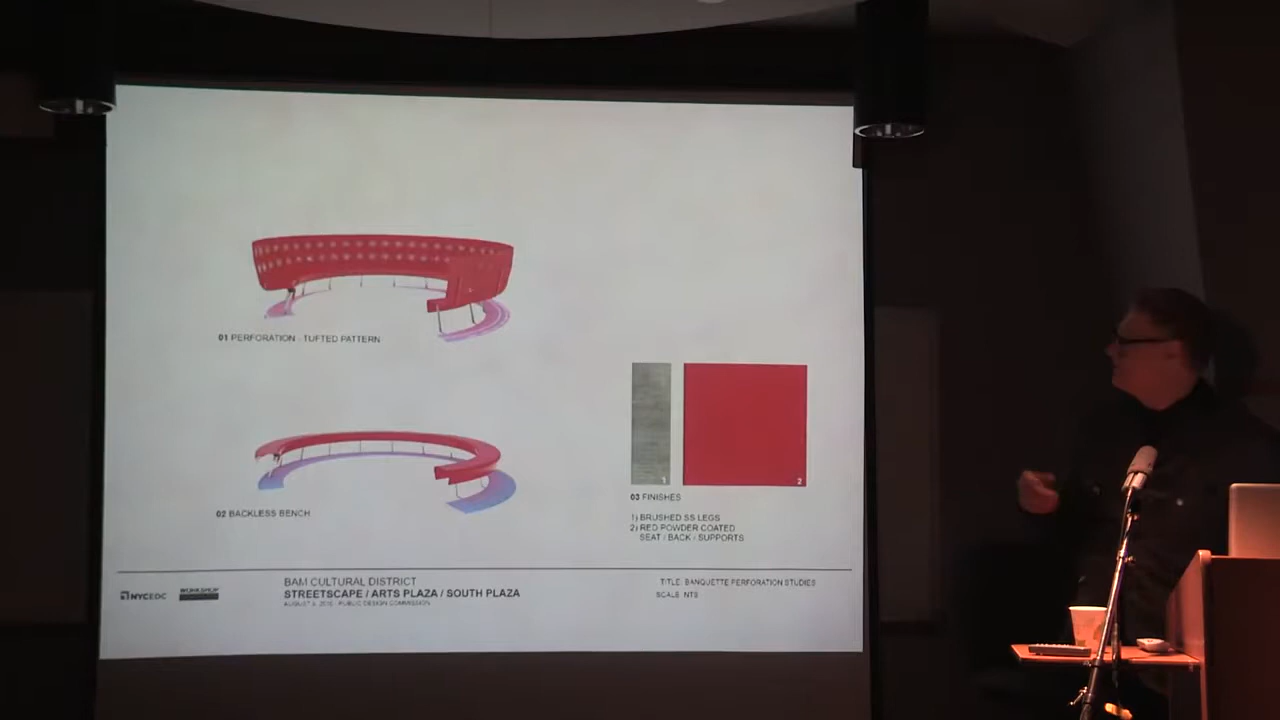 01 PERFORATION - TUFTED PATTERN
1
2
03 FINISHES
1) BRUSHED SS LEGS
2) RED POWDER COATED
SEAT / BACK / SUPPORTS
02 BACKLESS BENCH
NYCEDC
WORKSHOP
BAM CULTURAL DISTRICT
STREETSCAPE / ARTS PLAZA / SOUTH PLAZA
PUBLIC DESIGN COMMISSION
TITLE: BANQUETTE PERFORATION STUDIES
SCALE: NTS